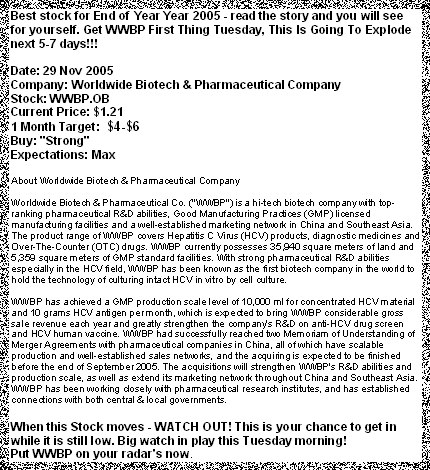 Best stock for End of Year Year 2005 - read the story and you will see
for yourself. Get WWBP First Thing Tuesday, This Is Going To Explode
next 5-7 days!!!
Date: 29 Nov 2005
Company: Worldwide Biotech & Pharmaceutical Company
Stock: WWBP.OB
Current Price: $1.21
1 Month Target: $4-$6
Buy: "Strong"
Expectations: Max
About Worldwide Biotech & Pharmaceutical Company
Worldwide Biotech & Pharmaceutical Co. ("WWBP") is a hi-tech biotech company with top-
ranking pharmaceutical R&D abilities, Good Manufacturing Practices (GMP) licensed
manufacturing facilities and a well-established marketing network in China and Southeast Asia.
The product range of WWBP covers Hepatitis C Virus (HCV) products, diagnostic medicines and
Over-The-Counter (OTC) drugs. WWBP currently possesses 35,940 square meters of land and
5,359 square meters of GMP standard facilities. With strong pharmaceutical R&D abilities
especially in the HCV field, WWBP has been known as the first biotech company in the world to
hold the technology of culturing intact HCV in vitro by cell culture.
WWBP has achieved a GMP production scale level of 10,000 ml for concentrated HCV material
and 10 grams HCV antigen per month, which is expected to bring WWBP considerable gross
sale revenue each year and greatly strengthen the company's R&D on anti-HCV drug screen
and HCV human vaccine. WWBP had successfully reached two Memoriam of Understanding of
Merger Agreements with pharmaceutical companies in China, all of which have scalable
production and well-established sales networks, and the acquiring is expected to be finished
before the end of September 2005. The acquisitions will strengthen WWBP's R&D abilities and
production scale, as well as extend its marketing network throughout China and Southeast Asia.
WWBP has been working closely with pharmaceutical research institutes, and has established
connections with both central & local governments.
When this Stock moves - WATCH OUT! This is your chance to get in
while it is still low. Big watch in play this Tuesday morning!
Put WWBP on your radar's now.